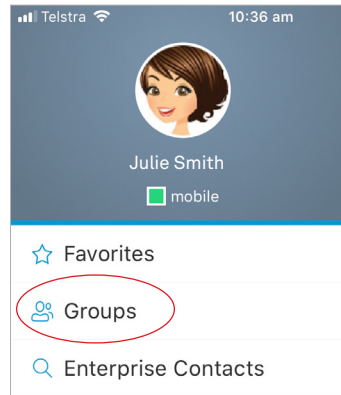 Telstra 10:36 am
Julie Smith
mobile
Favorites
Groups
Enterprise Contacts